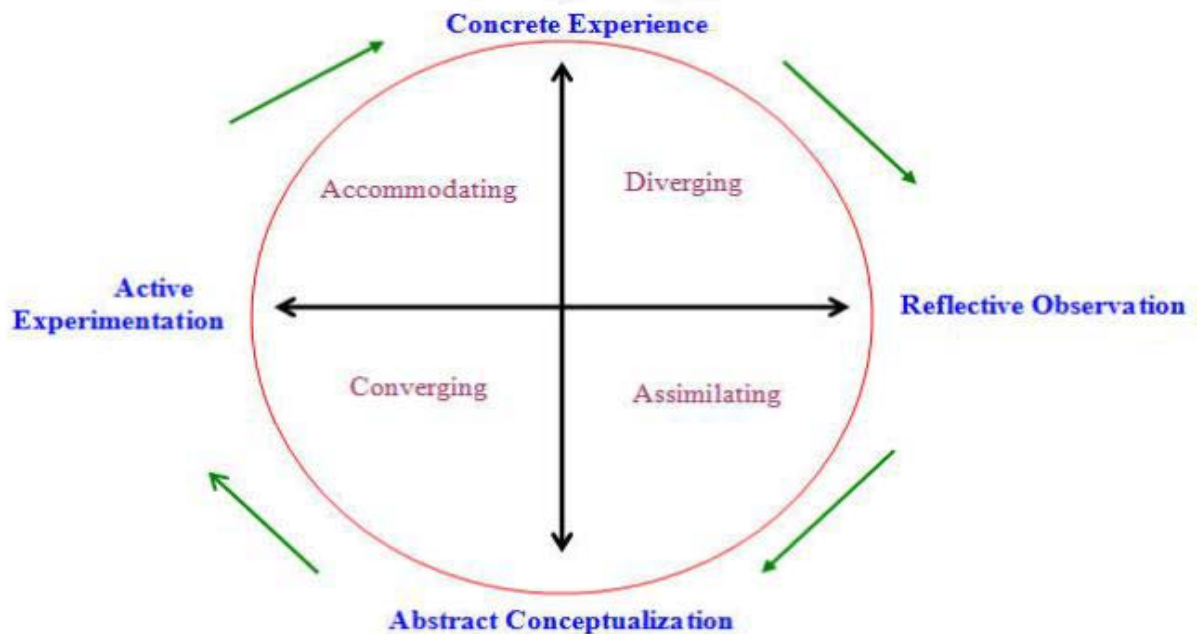 Concrete Experience
Accommodating
Diverging
Active
Experimentation
Reflective Observation
Converging
Assimilating
Abstract Conceptualization